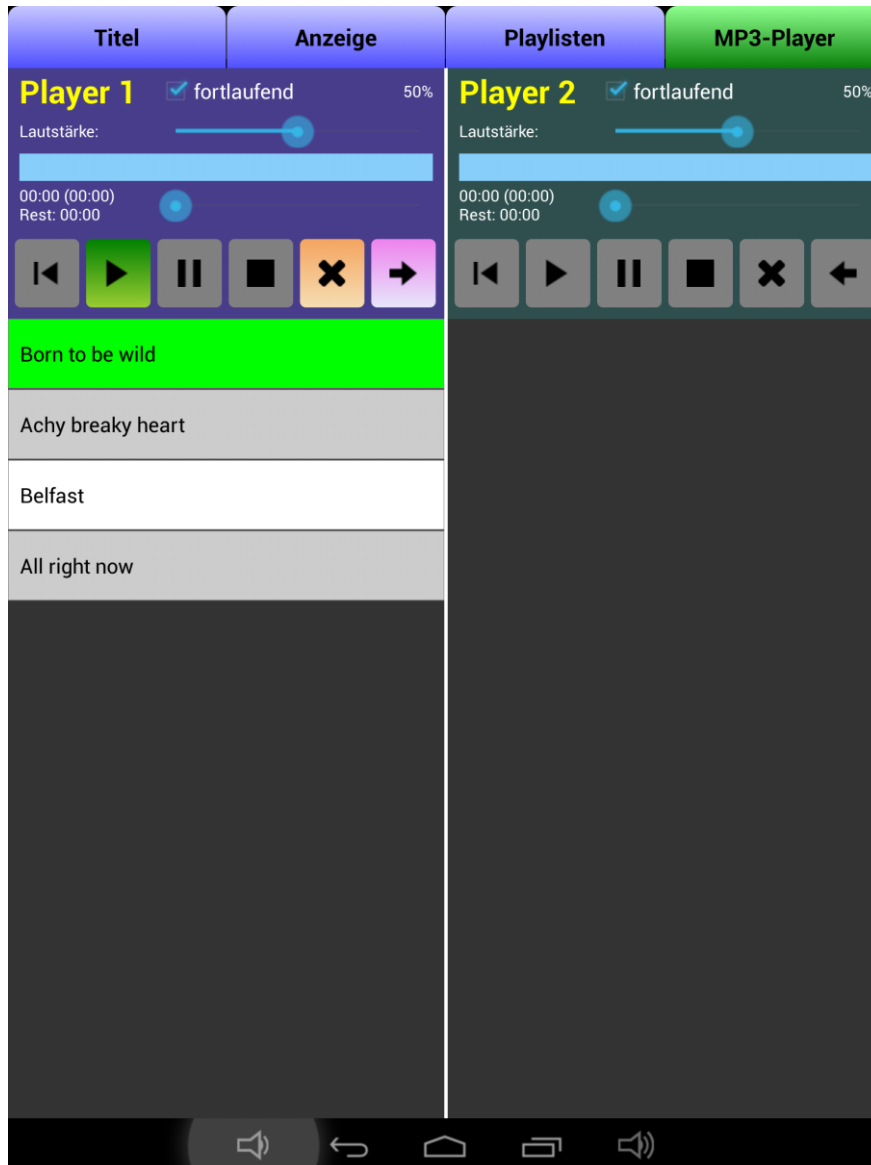 Titel
Anzeige
Playlisten
MP3-Player
Player 1
fortlaufend
50%
Lautstärke:
00:00 (00:00)
Rest: 00:00
Born to be wild
Achy breaky heart
Belfast
All right now
Player 2
fortlaufend
50%
Lautstärke:
00:00 (00:00)
Rest: 00:00